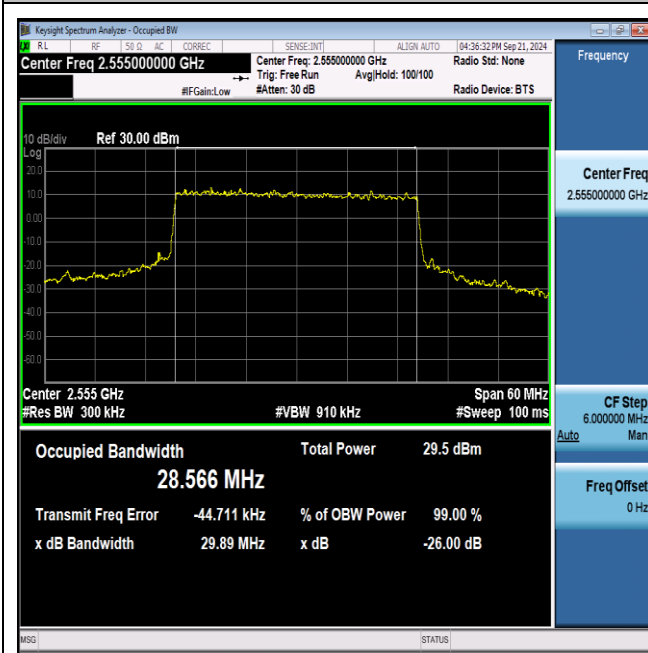 Keysight Spectrum Analyzer - Occupied BW
RL RF 50 Ω AC CORREC SENSE:INT ALIGN AUTO 04:36:32 PM Sep 21, 2024
Center Freq 2.555000000 GHz
Center Freq: 2.555000000 GHz Radio Std: None
Trig: Free Run Avg|Hold: 100/100
#IFGain:Low #Atten: 30 dB Radio Device: BTS
10 dB/div Ref 30.00 dBm
Log
20.0
10.0
0.00
-10.0
-20.0
-30.0
-40.0
-50.0
-60.0
Center 2.555 GHz Span 60 MHz
#Res BW 300 kHz #VBW 910 kHz #Sweep 100 ms
Occupied Bandwidth Total Power 29.5 dBm
28.566 MHz
Transmit Freq Error -44.711 kHz % of OBW Power 99.00 %
x dB Bandwidth 29.89 MHz x dB -26.00 dB
MSG STATUS
Frequency
Center Freq
2.555000000 GHz
CF Step
6.000000 MHz
Auto Man
Freq Offset
0 Hz